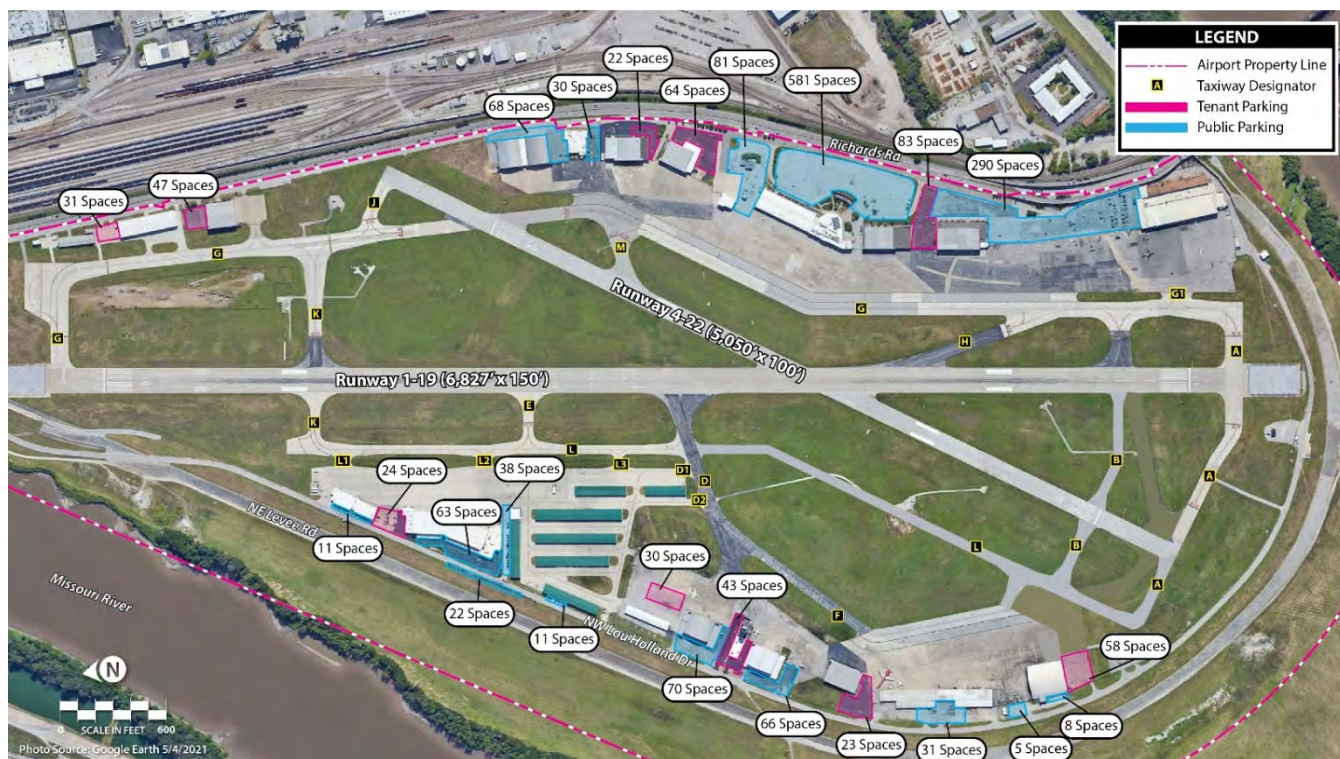 LEGEND
Airport Property Line
A Taxiway Designator
Tenant Parking
Public Parking
22 Spaces
81 Spaces
581 Spaces
30 Spaces
64 Spaces
68 Spaces
83 Spaces
290 Spaces
Richards Rd
47 Spaces
31 Spaces
J
G
M
G
G1
K
G
H
A
Runway 4-22 (5,050' x 100')
Runway 1-19 (6,827' x 150')
K
E
L
L1
L2
L3
D1
D
D2
B
A
24 Spaces
38 Spaces
63 Spaces
11 Spaces
NE Levee Rd
22 Spaces
11 Spaces
30 Spaces
43 Spaces
L
B
A
F
NW Lou Holland Dr
70 Spaces
66 Spaces
23 Spaces
31 Spaces
5 Spaces
8 Spaces
58 Spaces
Missouri River
N
0 SCALE IN FEET 600
Photo Source: Google Earth 5/4/2021